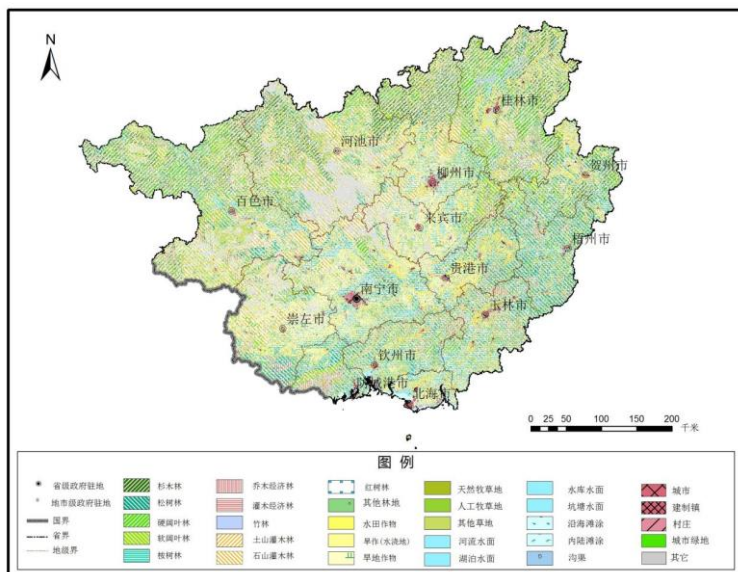 N
桂林市
河池市
贺州市
柳州市
百色市
来宾市
梧州市
贵港市
南宁市
玉林市
崇左市
钦州市
防城港市
北海市
0 25 50 100 150 200
千米
图 例
省级政府驻地 杉木林 乔木经济林 红树林 天然牧草地 水库水面 城市
地市级政府驻地 松树林 灌木经济林 其他林地 人工牧草地 坑塘水面 建制镇
国界 硬阔叶林 竹林 水田作物 其他草地 沿海滩涂 村庄
省界 软阔叶林 土山灌木林 旱作(水浇地) 河流水面 内陆滩涂 城市绿地
地级界 桉树林 石山灌木林 旱地作物 湖泊水面 沟渠 其它